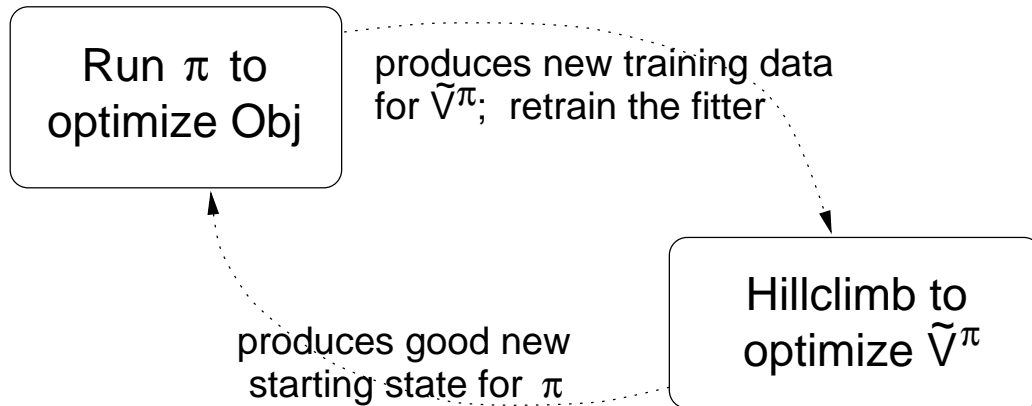 Run π to
optimize Obj
produces new training data
for Ṽ^π; retrain the fitter
Hillclimb to
optimize Ṽ^π
produces good new
starting state for π